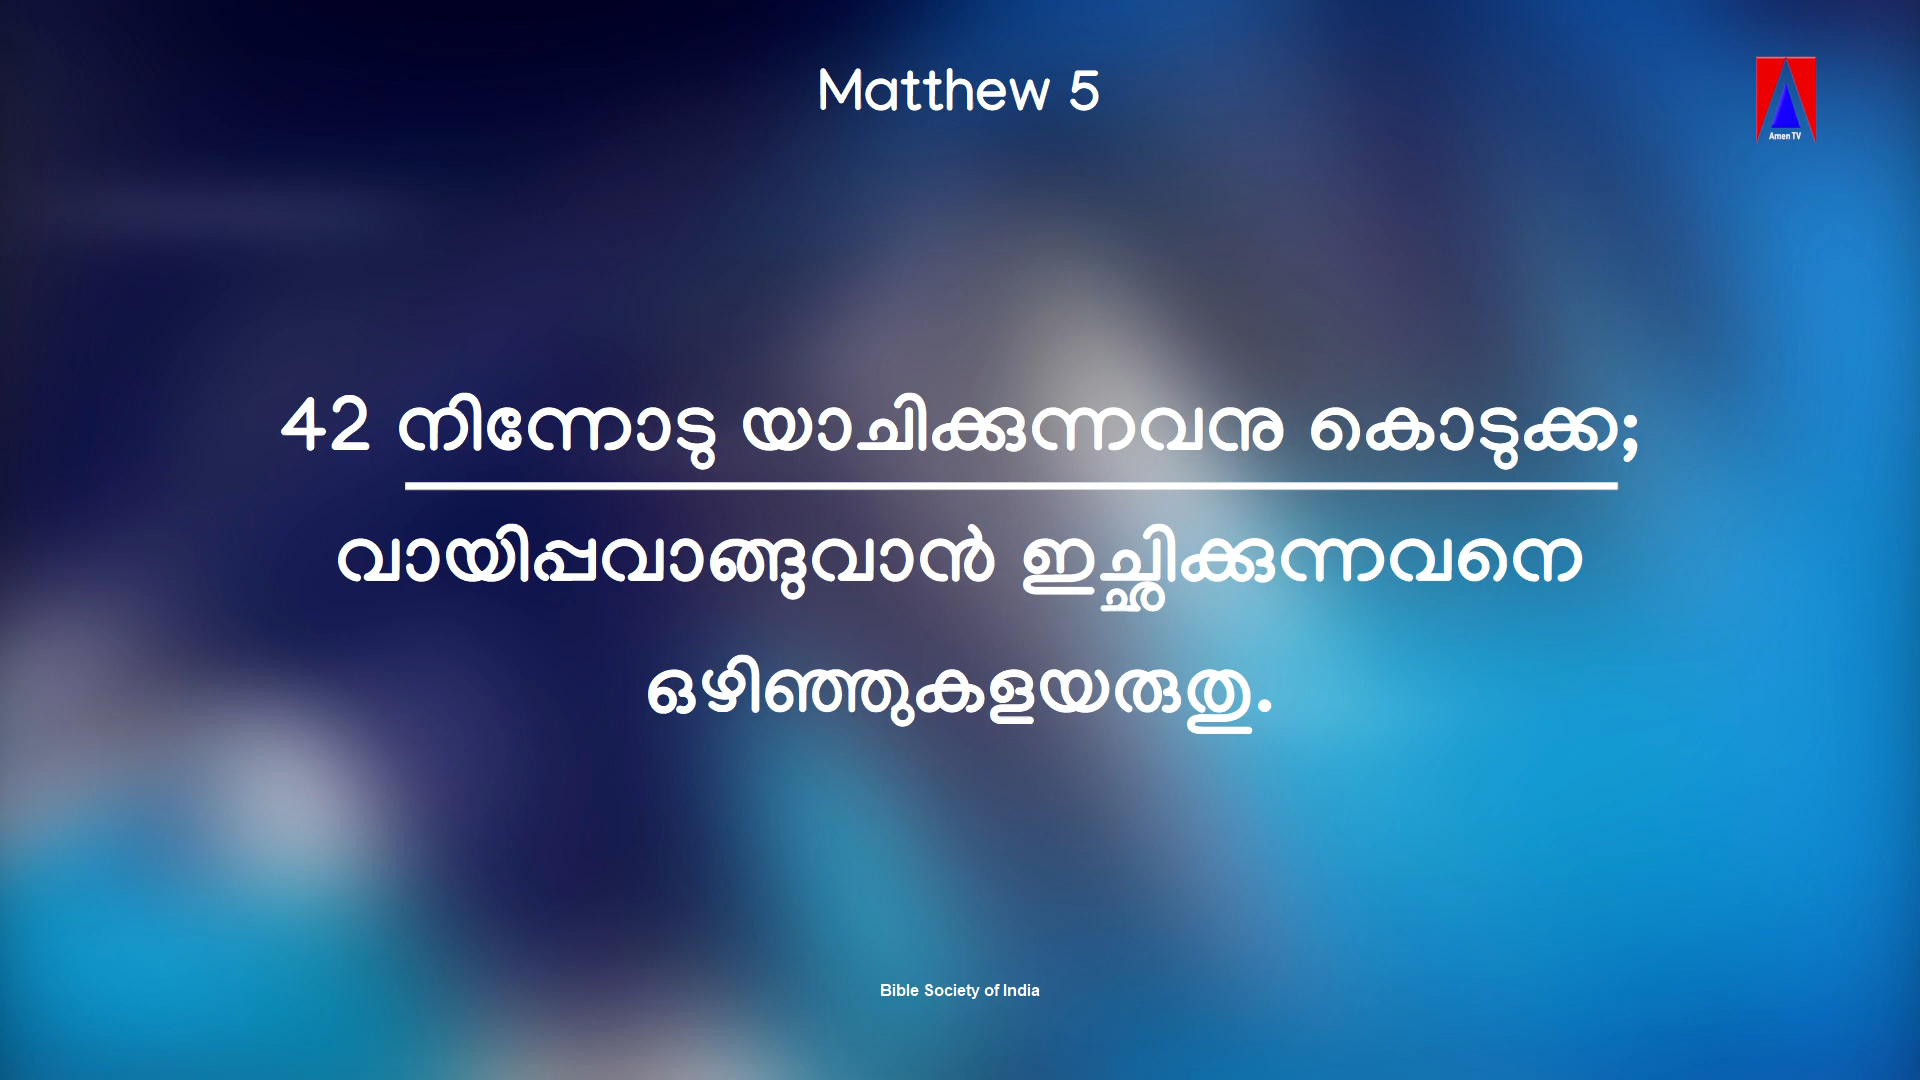 Matthew 5
Amen TV
42 നിന്നോടു യാചിക്കുന്നവനു കൊടുക്ക;
വായിപ്പവാങ്ങുവാൻ ഇച്ഛിക്കുന്നവനെ
ഒഴിഞ്ഞുകളയരുതു.
Bible Society of India